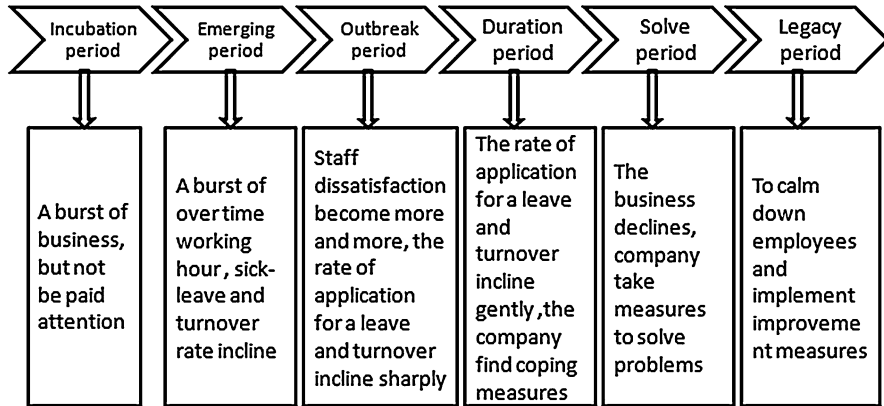 Incubation
period
Emerging
period
Outbreak
period
Duration
period
Solve
period
Legacy
period
A burst of
business,
but not
be paid
attention
A burst of
over time
working
hour , sick-
leave and
turnover
rate incline
Staff
dissatisfaction
become more
and more, the
rate of
application
for a leave
and turnover
incline sharply
The rate of
application
for a leave
and
turnover
incline
gently ,the
company
find coping
measures
The
business
declines,
company
take
measures
to solve
problems
To calm
down
employees
and
implement
improveme
nt measures